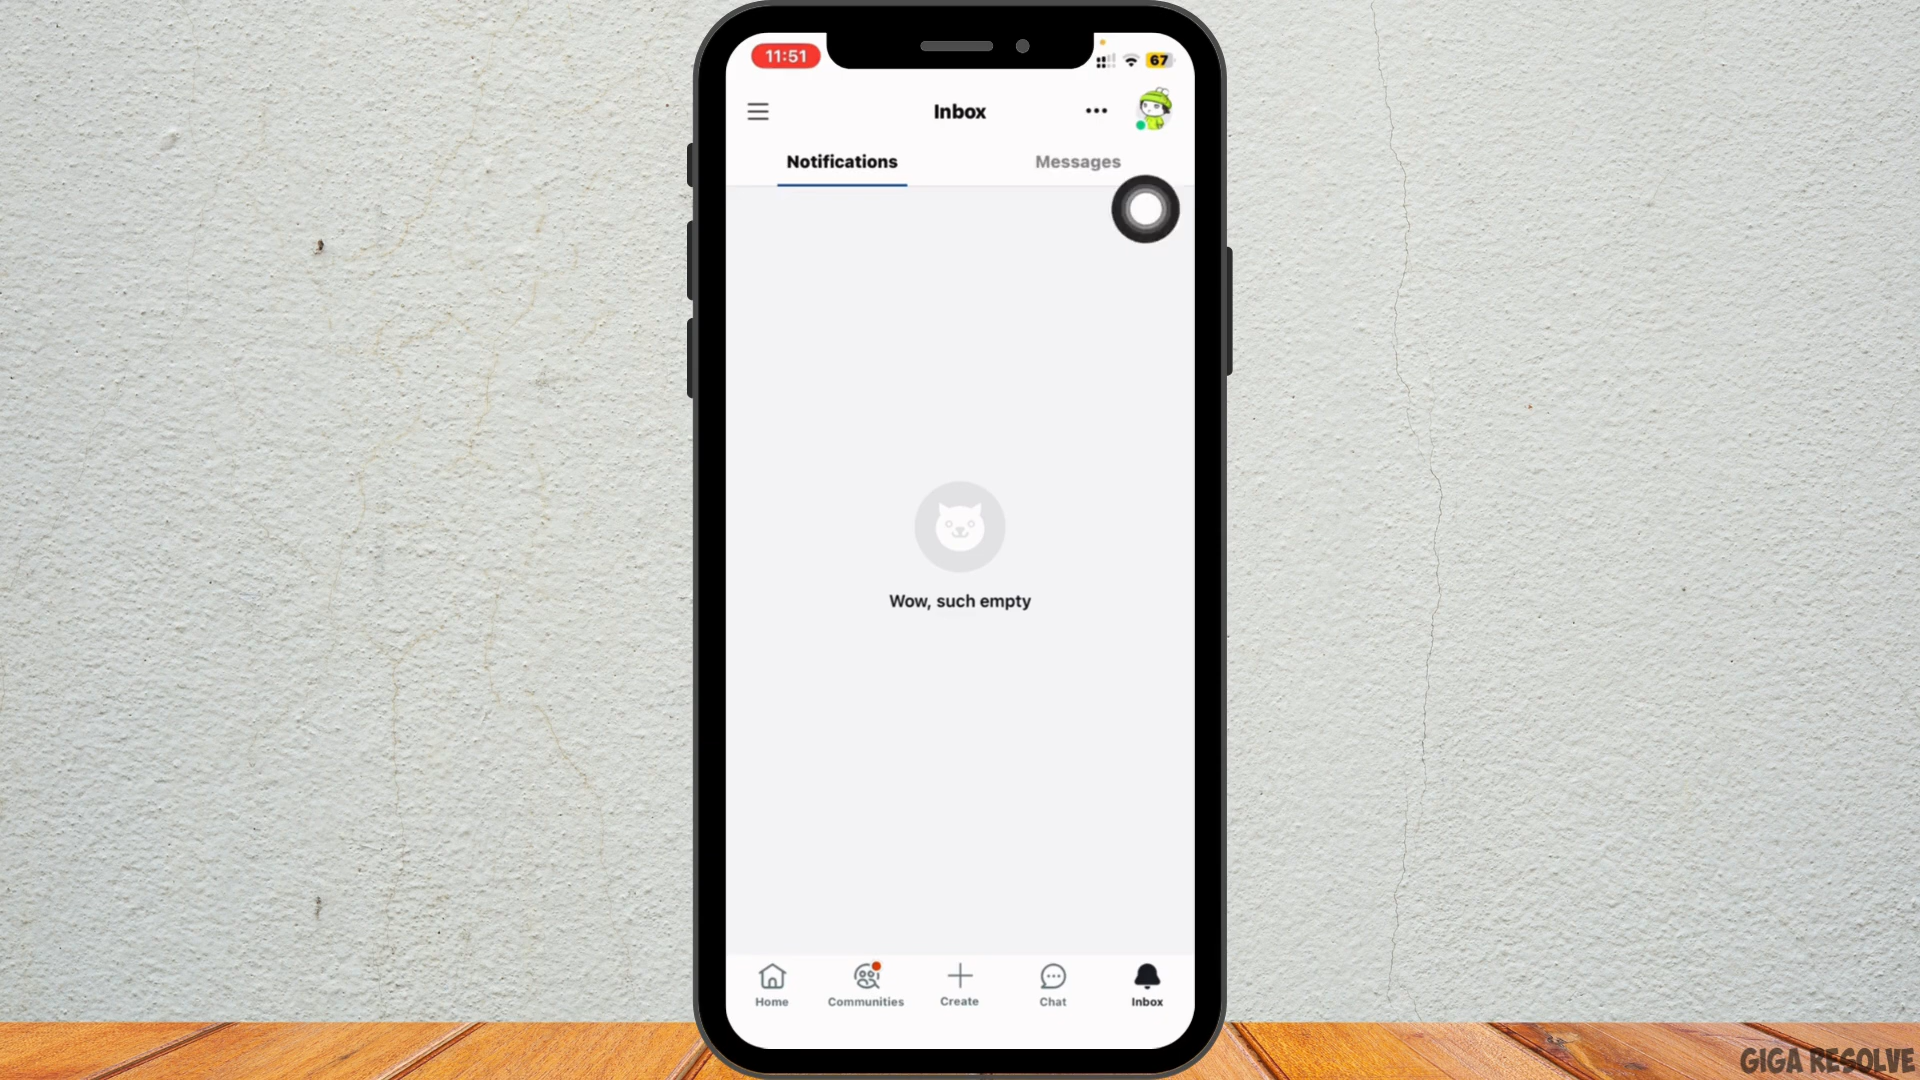 11:51
67
Inbox
Notifications
Messages
Wow, such empty
Home
Communities
Create
Chat
Inbox
GIGA RESOLVE